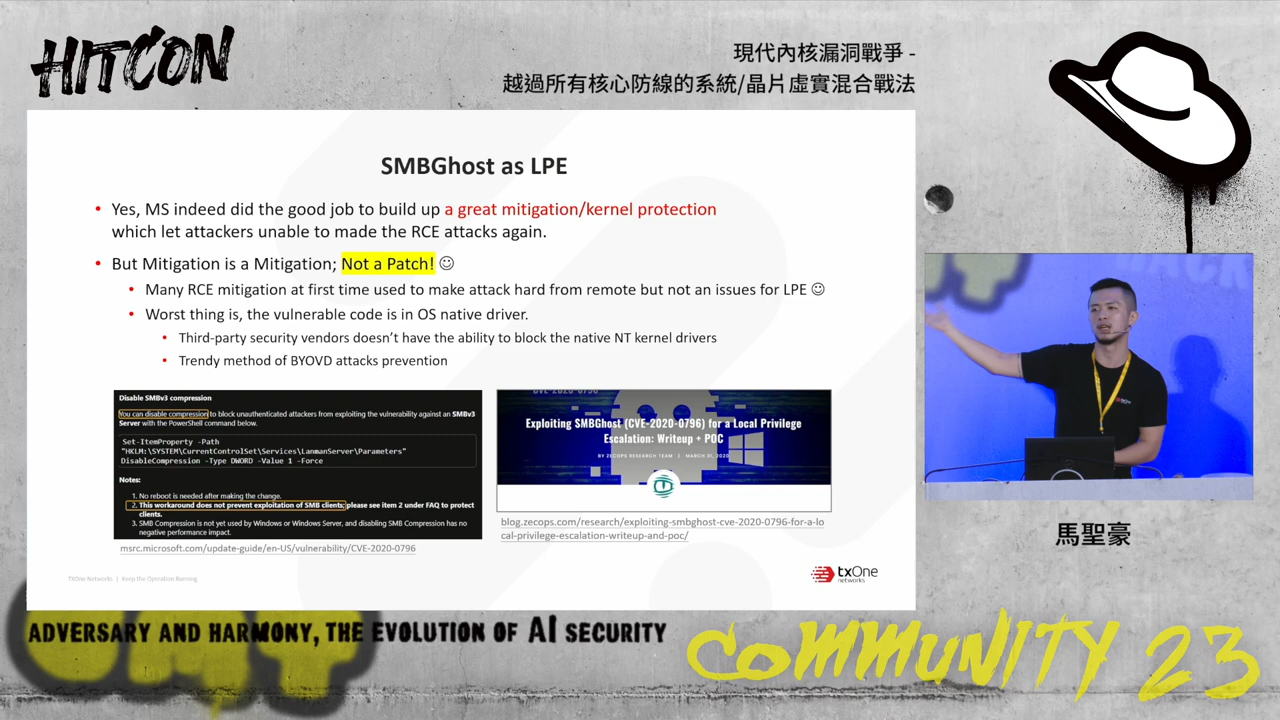 HITCON
現代內核漏洞戰爭 -
越過所有核心防線的系統/晶片虛實混合戰法
SMBGhost as LPE
• Yes, MS indeed did the good job to build up a great mitigation/kernel protection
which let attackers unable to made the RCE attacks again.
• But Mitigation is a Mitigation; Not a Patch! ☺
• Many RCE mitigation at first time used to make attack hard from remote but not an issues for LPE ☺
• Worst thing is, the vulnerable code is in OS native driver.
• Third-party security vendors doesn't have the ability to block the native NT kernel drivers
• Trendy method of BYOVD attacks prevention
Disable SMBv3 compression
You can disable compression to block unauthenticated attackers from exploiting the vulnerability against an SMBv3
Server with the PowerShell command below.
Set-ItemProperty -Path
"HKLM:\SYSTEM\CurrentControlSet\Services\LanmanServer\Parameters"
DisableCompression -Type DWORD -Value 1 -Force
Notes:
1. No reboot is needed after making the change.
2. This workaround does not prevent exploitation of SMB clients; please see item 2 under FAQ to protect
clients.
3. SMB Compression is not yet used by Windows or Windows Server, and disabling SMB Compression has no
negative performance impact.
msrc.microsoft.com/update-guide/en-US/vulnerability/CVE-2020-0796
CVE-2020-0796
Exploiting SMBGhost (CVE-2020-0796) for a Local Privilege
Escalation: Writeup + POC
BY ZECOPS RESEARCH TEAM | MARCH 31, 2020
blog.zecops.com/research/exploiting-smbghost-cve-2020-0796-for-a-lo
cal-privilege-escalation-writeup-and-poc/
TXOne Networks | Keep the Operation Running
txOne
networks
馬聖豪
ADVERSARY AND HARMONY, THE EVOLUTION OF AI SECURITY
COMMUNITY 23